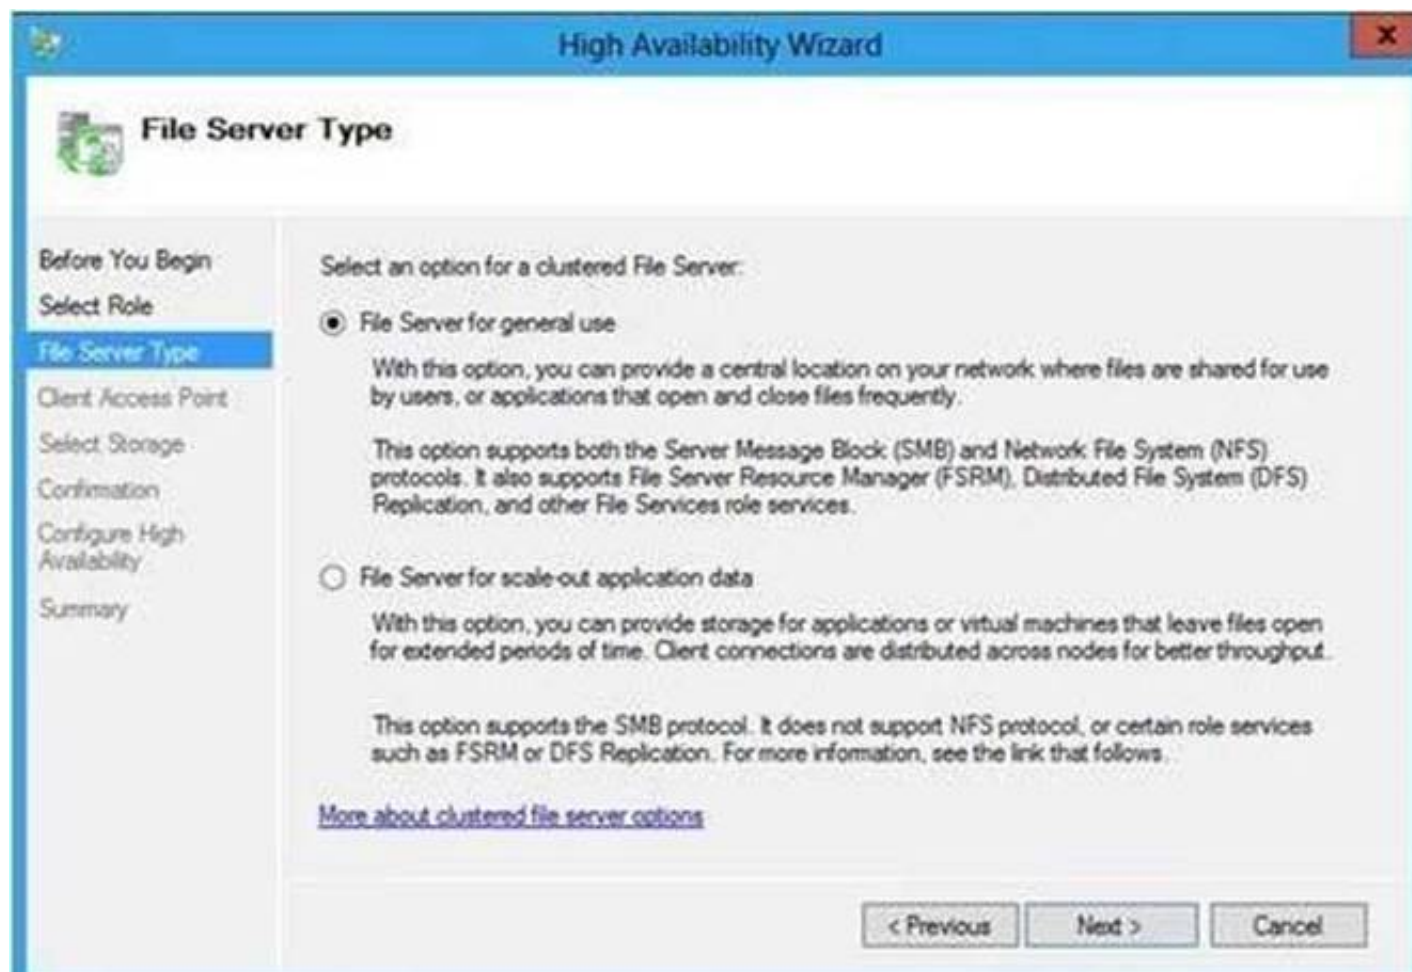 High Availability Wizard
x
File Server Type
Before You Begin
Select Role
File Server Type
Client Access Point
Select Storage
Confirmation
Configure High
Availability
Summary
Select an option for a clustered File Server:
File Server for general use
With this option, you can provide a central location on your network where files are shared for use
by users, or applications that open and close files frequently.
This option supports both the Server Message Block (SMB) and Network File System (NFS)
protocols. It also supports File Server Resource Manager (FSRM), Distributed File System (DFS)
Replication, and other File Services role services.
File Server for scale-out application data
With this option, you can provide storage for applications or virtual machines that leave files open
for extended periods of time. Client connections are distributed across nodes for better throughput.
This option supports the SMB protocol. It does not support NFS protocol, or certain role services
such as FSRM or DFS Replication. For more information, see the link that follows.
More about clustered file server options
< Previous
Next >
Cancel